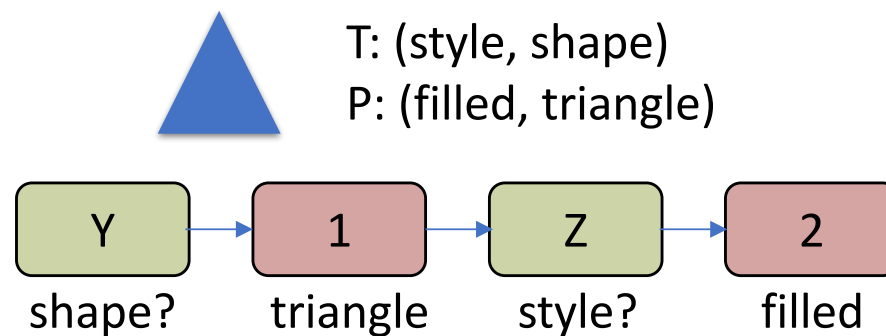 T: (style, shape)
P: (filled, triangle)
Y 1 Z 2
shape? triangle style? filled